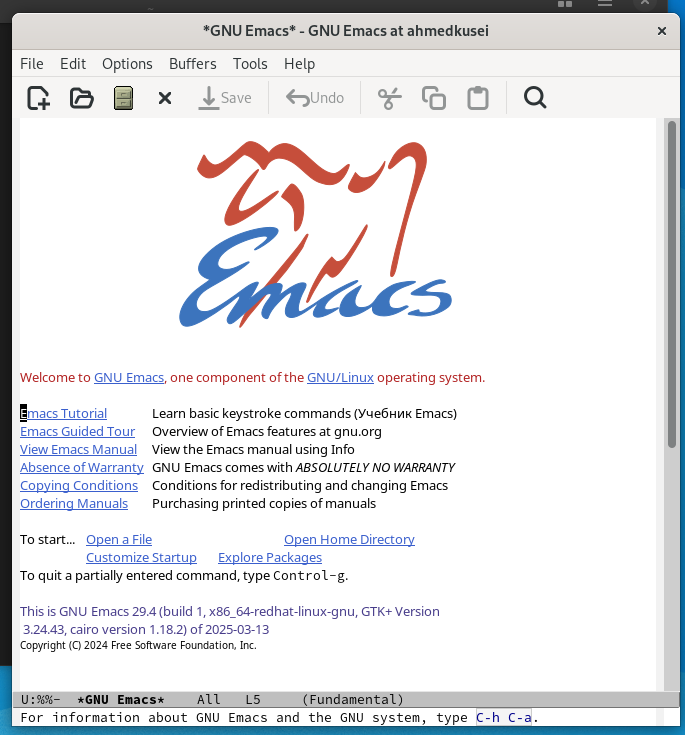 *GNU Emacs* - GNU Emacs at ahmedkusei
File Edit Options Buffers Tools Help
Save Undo
Emacs
Welcome to GNU Emacs, one component of the GNU/Linux operating system.
Emacs Tutorial Learn basic keystroke commands (Учебник Emacs)
Emacs Guided Tour Overview of Emacs features at gnu.org
View Emacs Manual View the Emacs manual using Info
Absence of Warranty GNU Emacs comes with ABSOLUTELY NO WARRANTY
Copying Conditions Conditions for redistributing and changing Emacs
Ordering Manuals Purchasing printed copies of manuals
To start... Open a File Open Home Directory
Customize Startup Explore Packages
To quit a partially entered command, type Control-g.
This is GNU Emacs 29.4 (build 1, x86_64-redhat-linux-gnu, GTK+ Version
3.24.43, cairo version 1.18.2) of 2025-03-13
Copyright (C) 2024 Free Software Foundation, Inc.
U:%%- *GNU Emacs* All L5 (Fundamental)
For information about GNU Emacs and the GNU system, type C-h C-a.